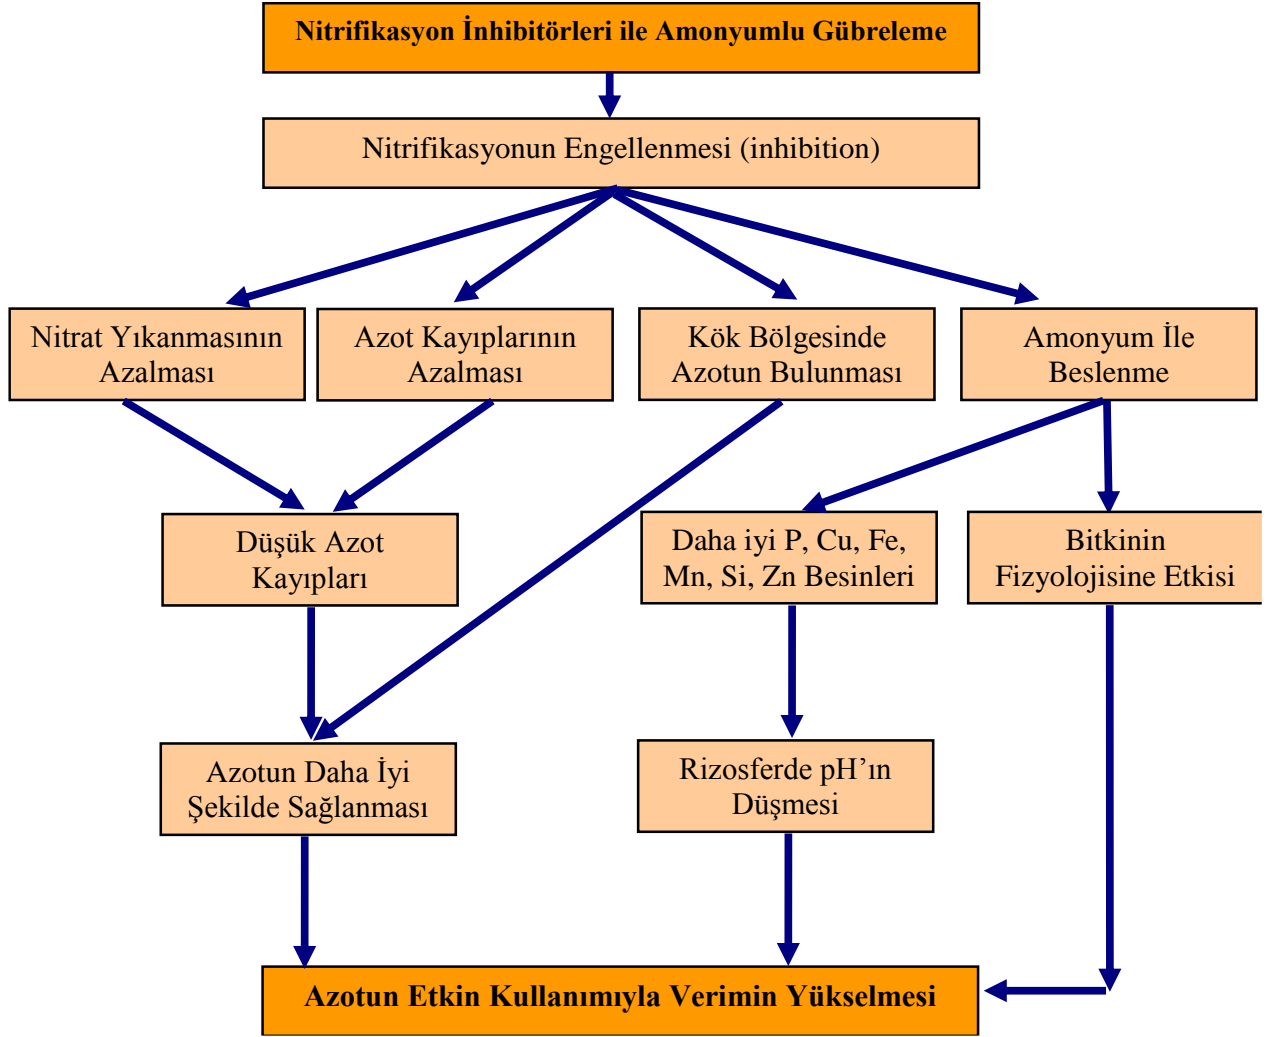 Nitrifikasyon İnhibitörleri ile Amonyumlu Gübreleme
Nitrifikasyonun Engellenmesi (inhibition)
Nitrat Yıkanmasının
Azalması
Azot Kayıplarının
Azalması
Kök Bölgesinde
Azotun Bulunması
Amonyum İle
Beslenme
Düşük Azot
Kayıpları
Daha iyi P, Cu, Fe,
Mn, Si, Zn Besinleri
Bitkinin
Fizyolojisine Etkisi
Azotun Daha İyi
Şekilde Sağlanması
Rizosferde pH’ın
Düşmesi
Azotun Etkin Kullanımıyla Verimin Yükselmesi